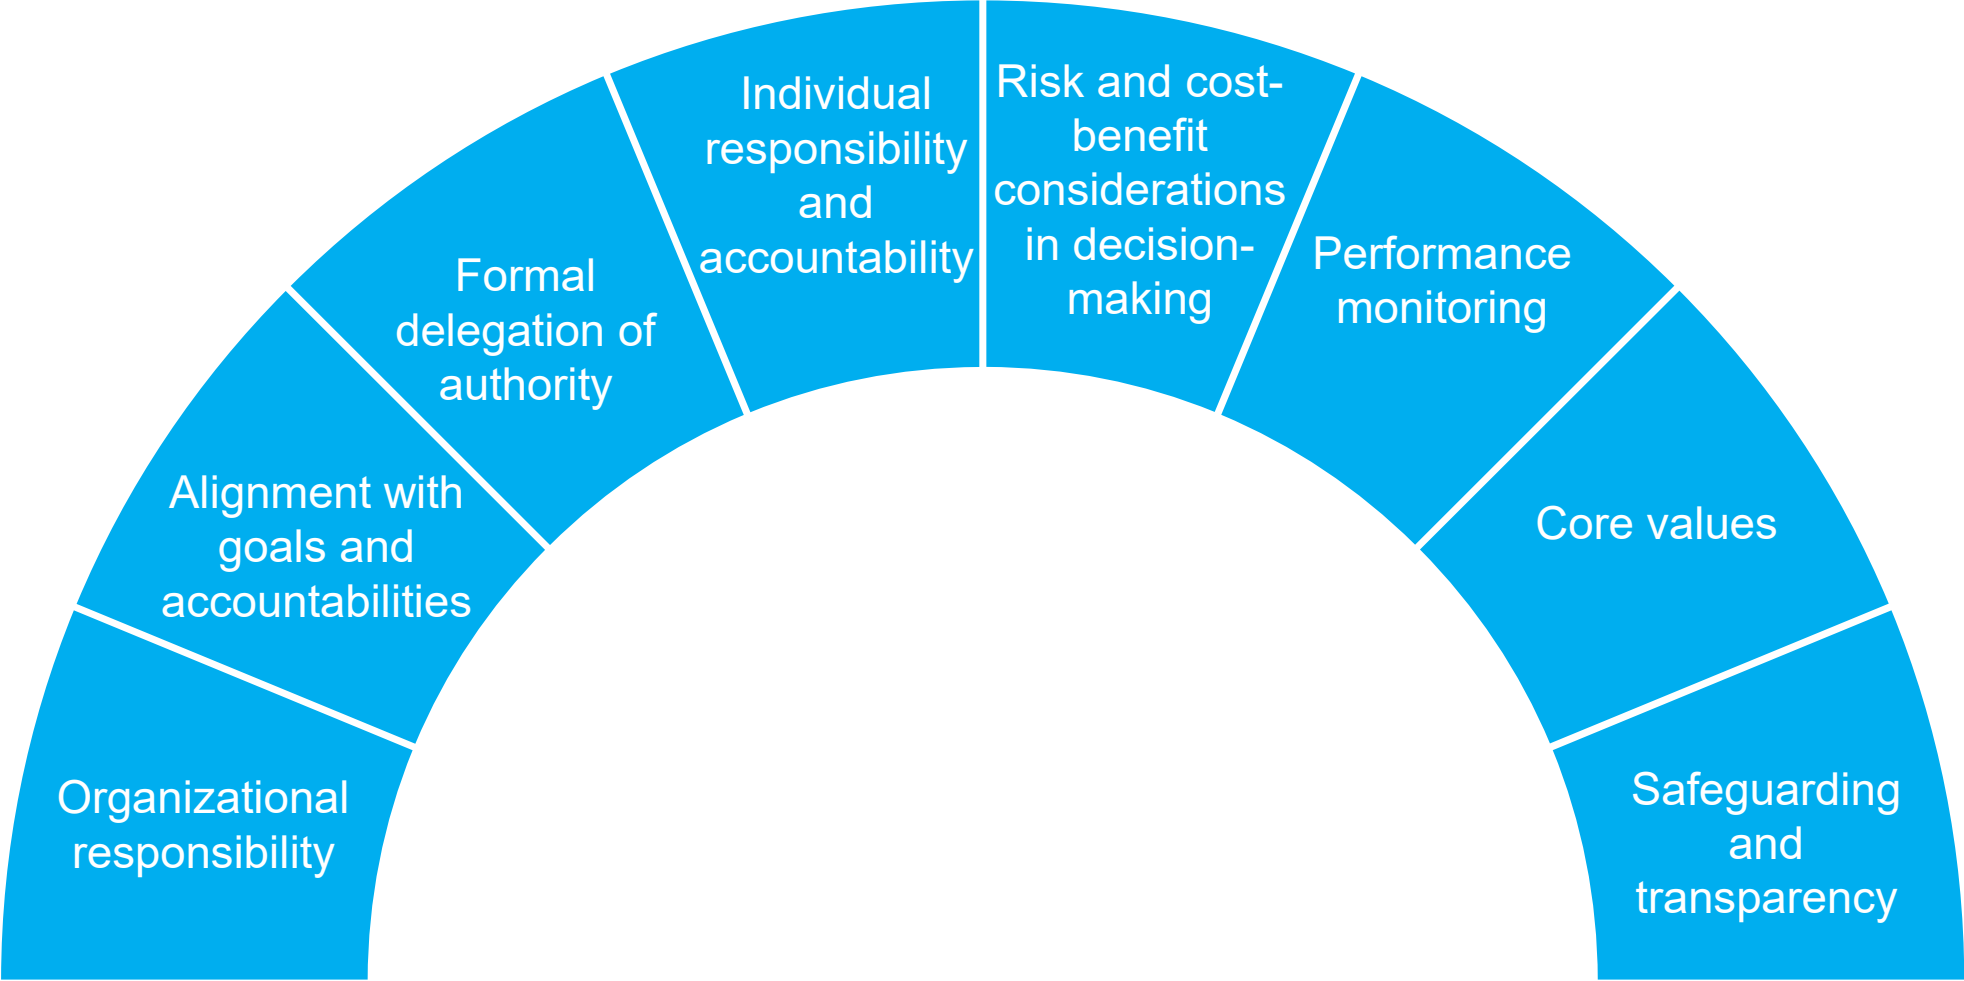 Organizational
responsibility
Alignment with
goals and
accountabilities
Formal
delegation of
authority
Individual
responsibility
and
accountability
Risk and cost-
benefit
considerations
in decision-
making
Performance
monitoring
Core values
Safeguarding
and
transparency